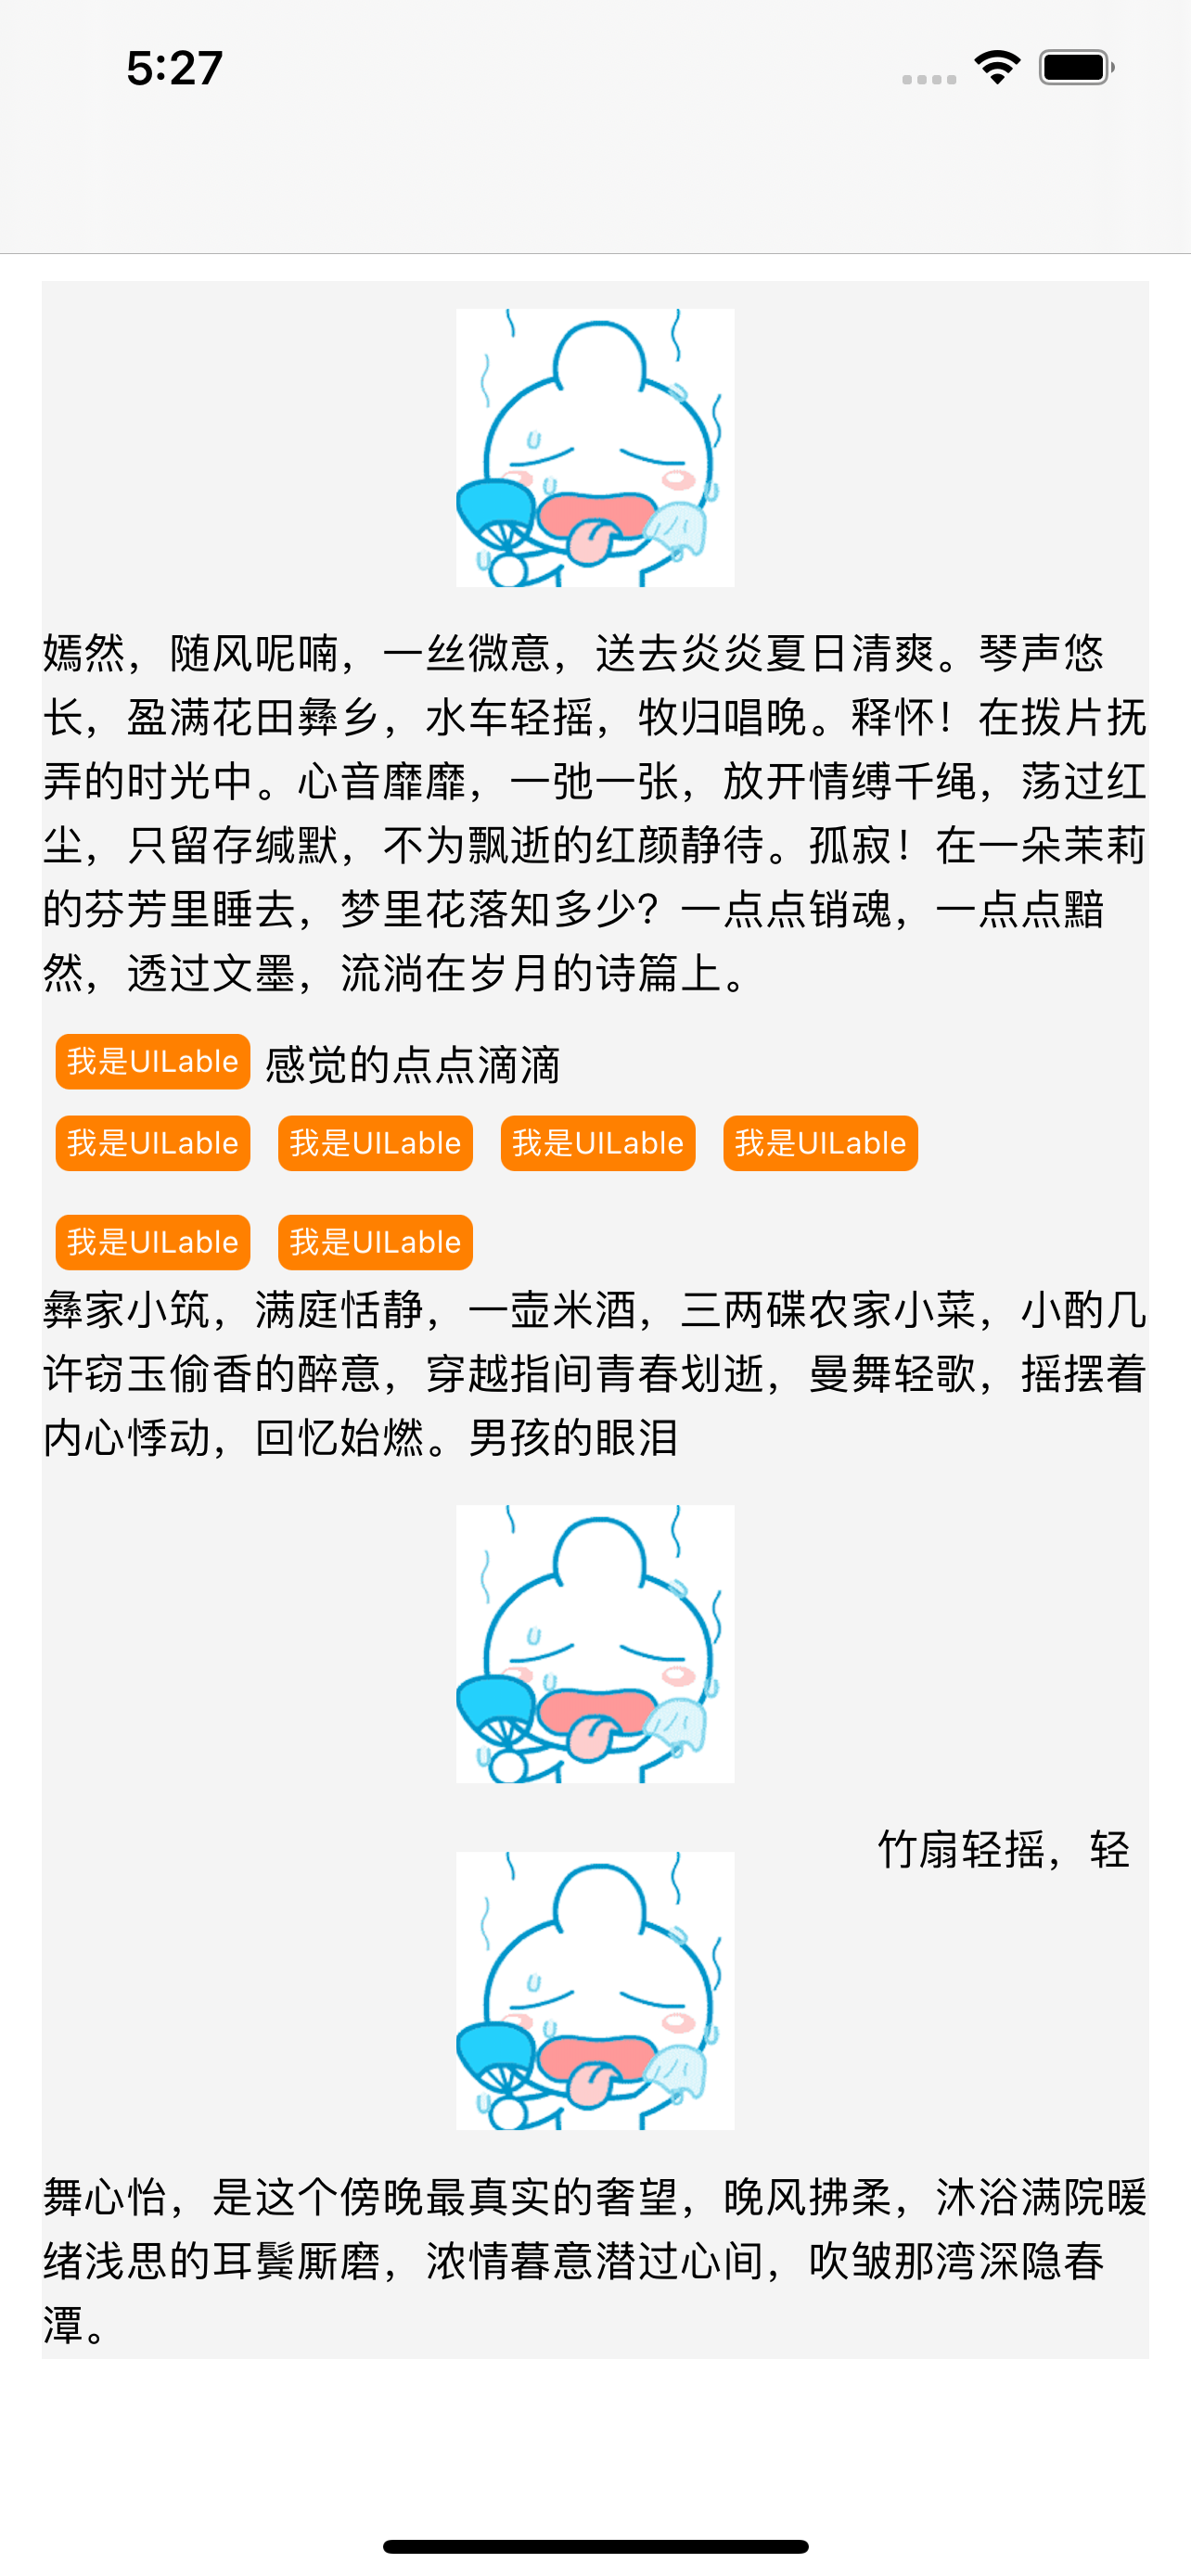 5:27
嫣然，随风呢喃，一丝微意，送去炎炎夏日清爽。琴声悠
长，盈满花田彝乡，水车轻摇，牧归唱晚。释怀！在拨片抚
弄的时光中。心音靡靡，一弛一张，放开情缚千绳，荡过红
尘，只留存缄默，不为飘逝的红颜静待。孤寂！在一朵茉莉
的芬芳里睡去，梦里花落知多少？一点点销魂，一点点黯
然，透过文墨，流淌在岁月的诗篇上。
我是UILable 感觉的点点滴滴
我是UILable 我是UILable 我是UILable 我是UILable
我是UILable 我是UILable
彝家小筑，满庭恬静，一壶米酒，三两碟农家小菜，小酌几
许窃玉偷香的醉意，穿越指间青春划逝，曼舞轻歌，摇摆着
内心悸动，回忆始燃。男孩的眼泪
竹扇轻摇，轻
舞心怡，是这个傍晚最真实的奢望，晚风拂柔，沐浴满院暖
绪浅思的耳鬓厮磨，浓情暮意潜过心间，吹皱那湾深隐春
潭。